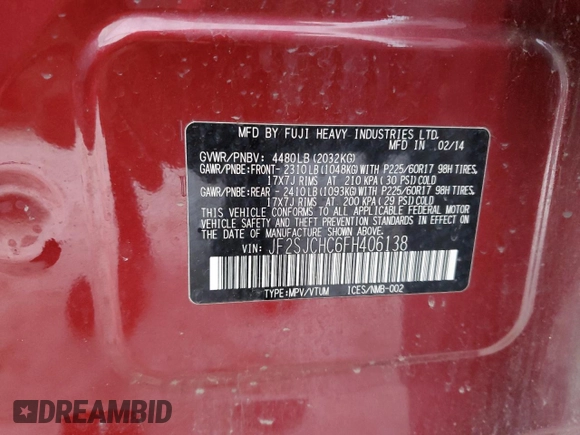 MFD BY FUJI HEAVY INDUSTRIES LTD.
MFD IN 02/14
GVWR/PNBV: 4480LB(2032KG)
GAWR/PNBE:FRONT- 2310LB(1048KG)WITH P225/60R17 98H TIRES,
17X7J RIMS AT 210 KPA(30 PSI)COLD
GAWR/PNBE:REAR - 2410LB(1093KG)WITH P225/60R17 98H TIRES,
17X7J RIMS AT 200 KPA(29 PSI)COLD
THIS VEHICLE CONFORMS TO ALL APPLICABLE FEDERAL MOTOR
VEHICLE SAFETY AND THEFT PREVENTION STANDARDS IN EFFECT ON
THE DATE OF MANUFACTURE SHOWN ABOVE.
VIN: JF2SJCHC6FH406138
TYPE:MPV/VTUM ICES/NMB-002
DREAMBID